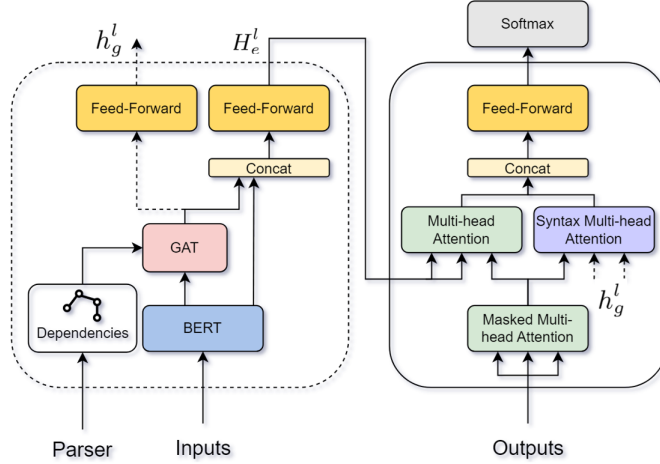 Softmax
h_g^l
H_e^l
Feed-Forward
Feed-Forward
Feed-Forward
Concat
Concat
Multi-head
Attention
Syntax Multi-head
Attention
GAT
h_g^l
Dependencies
BERT
Masked Multi-
head Attention
Parser
Inputs
Outputs